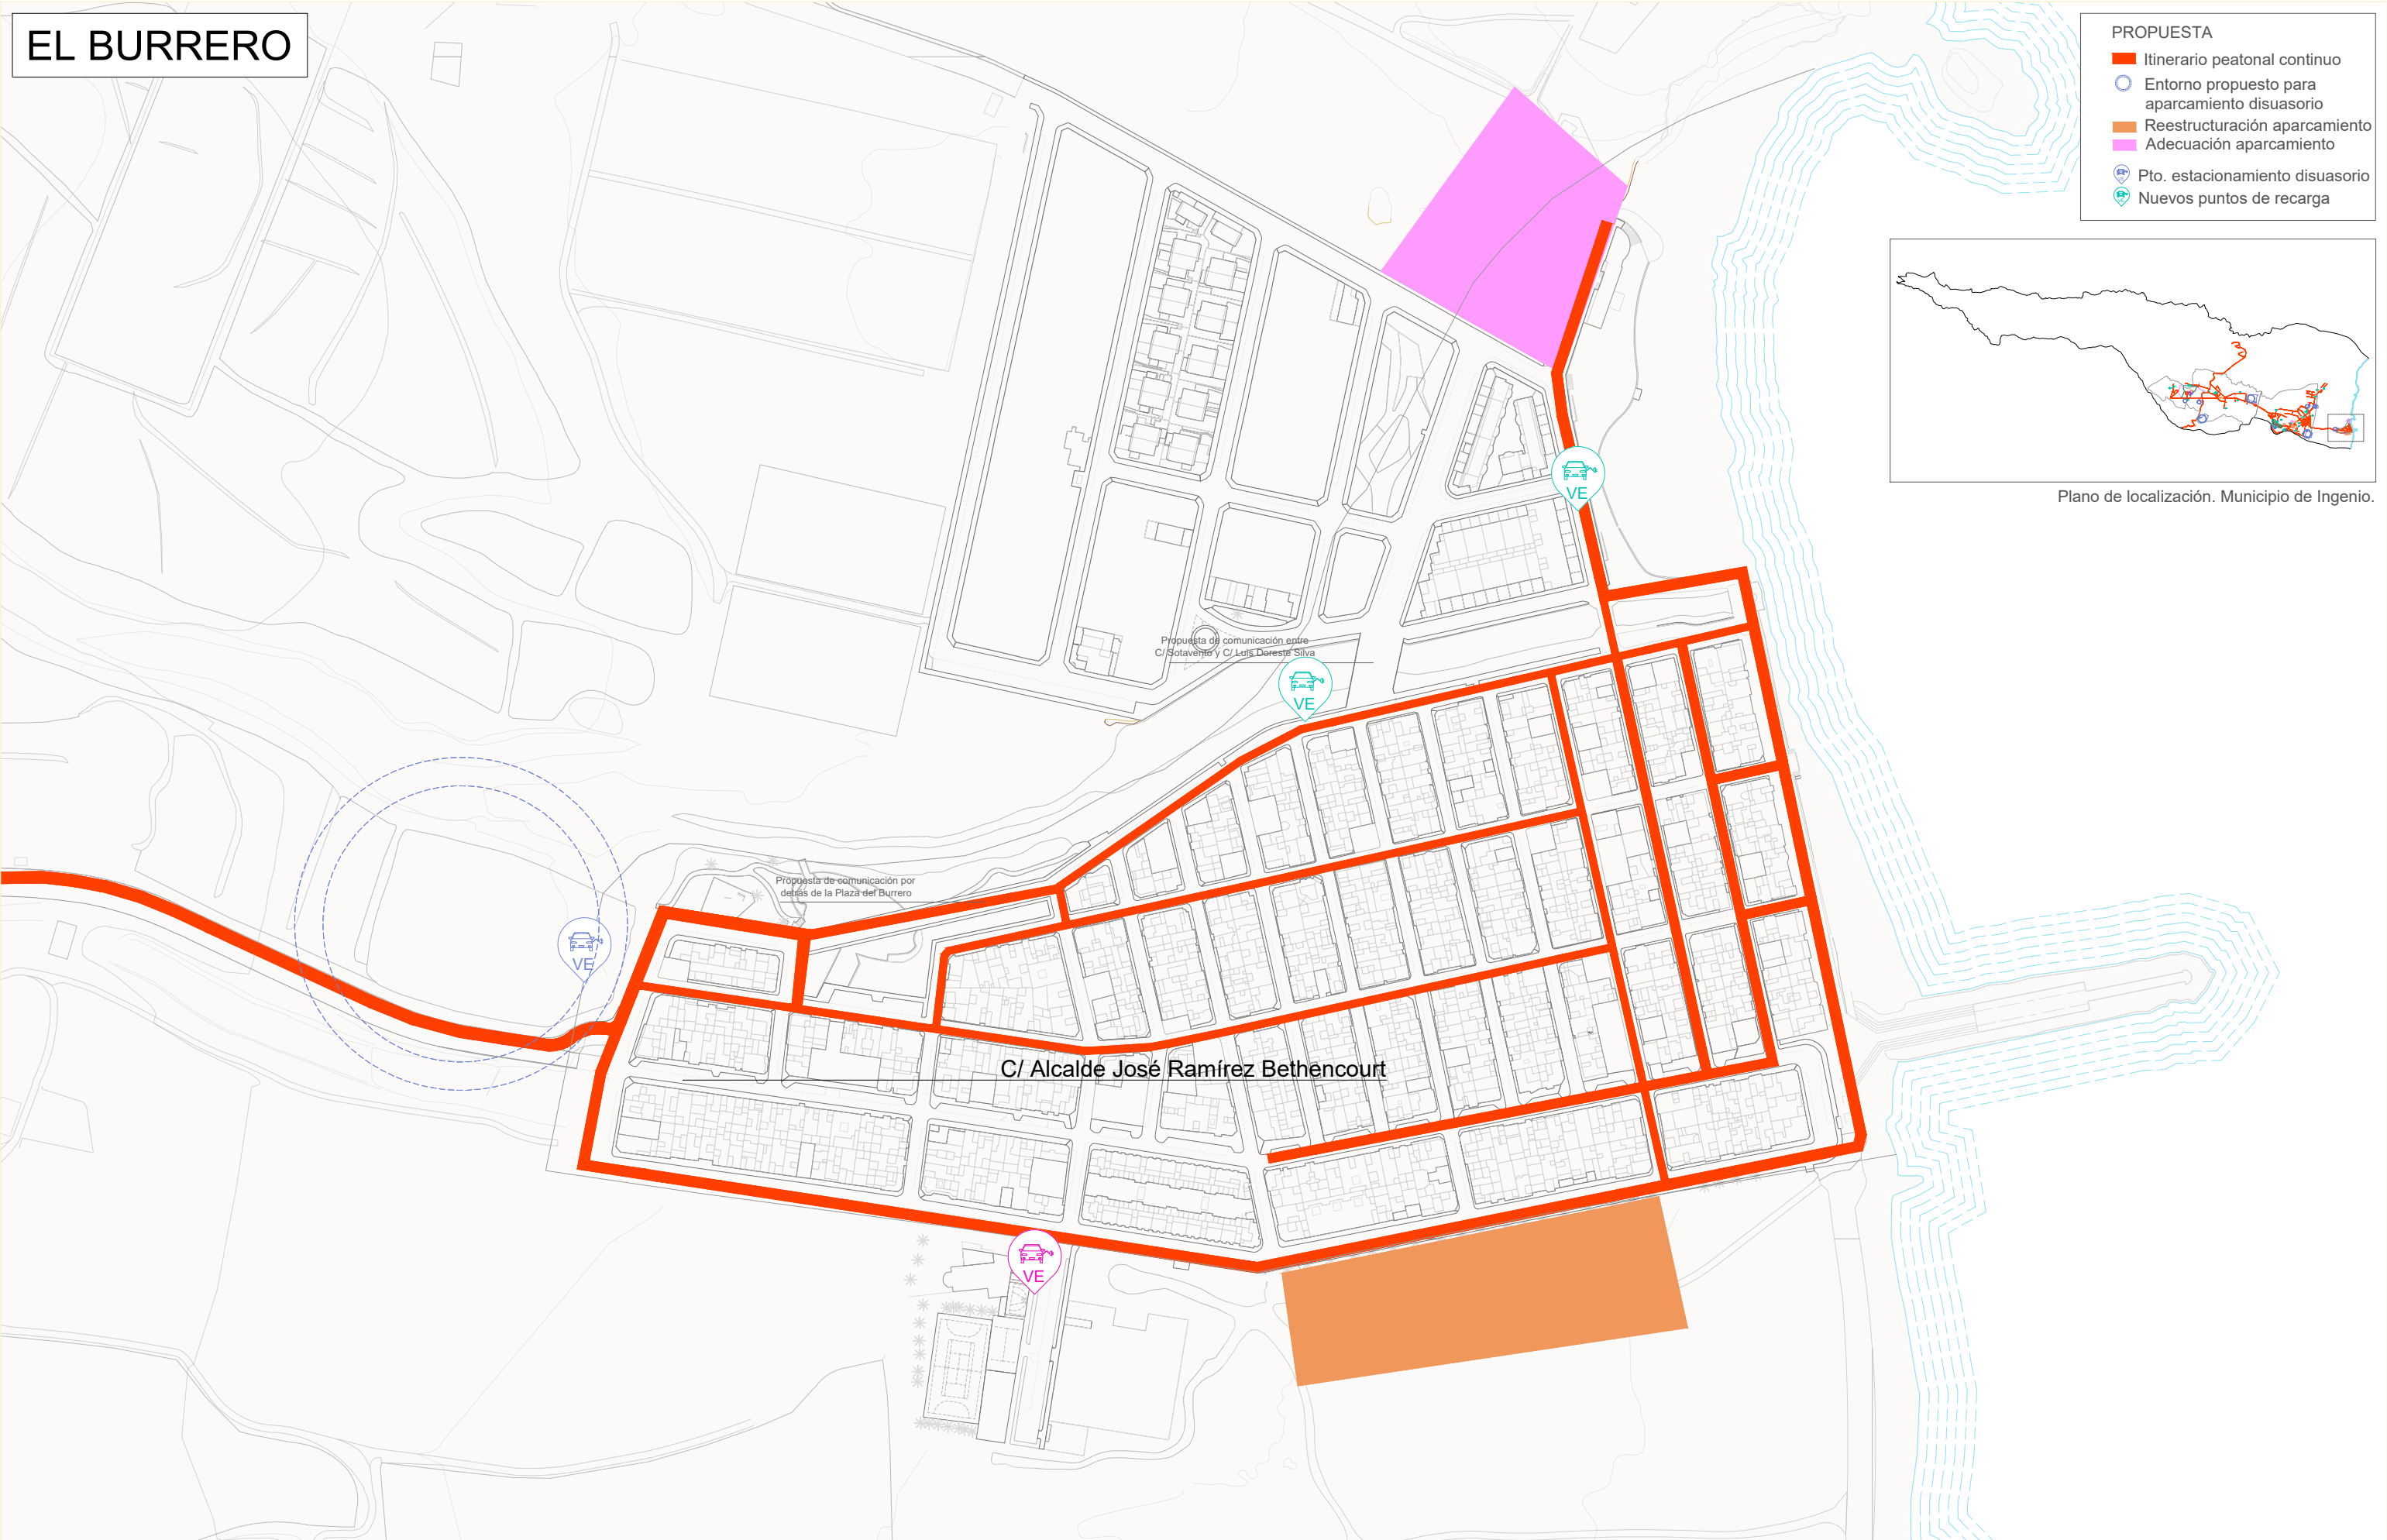 EL BURRERO
PROPUESTA
Itinerario peatonal continuo
Entorno propuesto para
aparcamiento disuasorio
Reestructuración aparcamiento
Adecuación aparcamiento
Pto. estacionamiento disuasorio
Nuevos puntos de recarga
Plano de localización. Municipio de Ingenio.
VE
Propuesta de comunicación entre
C/ Sotavento y C/ Luis Doreste Silva
VE
Propuesta de comunicación por
detrás de la Plaza del Burrero
VE
C/ Alcalde José Ramírez Bethencourt
VE